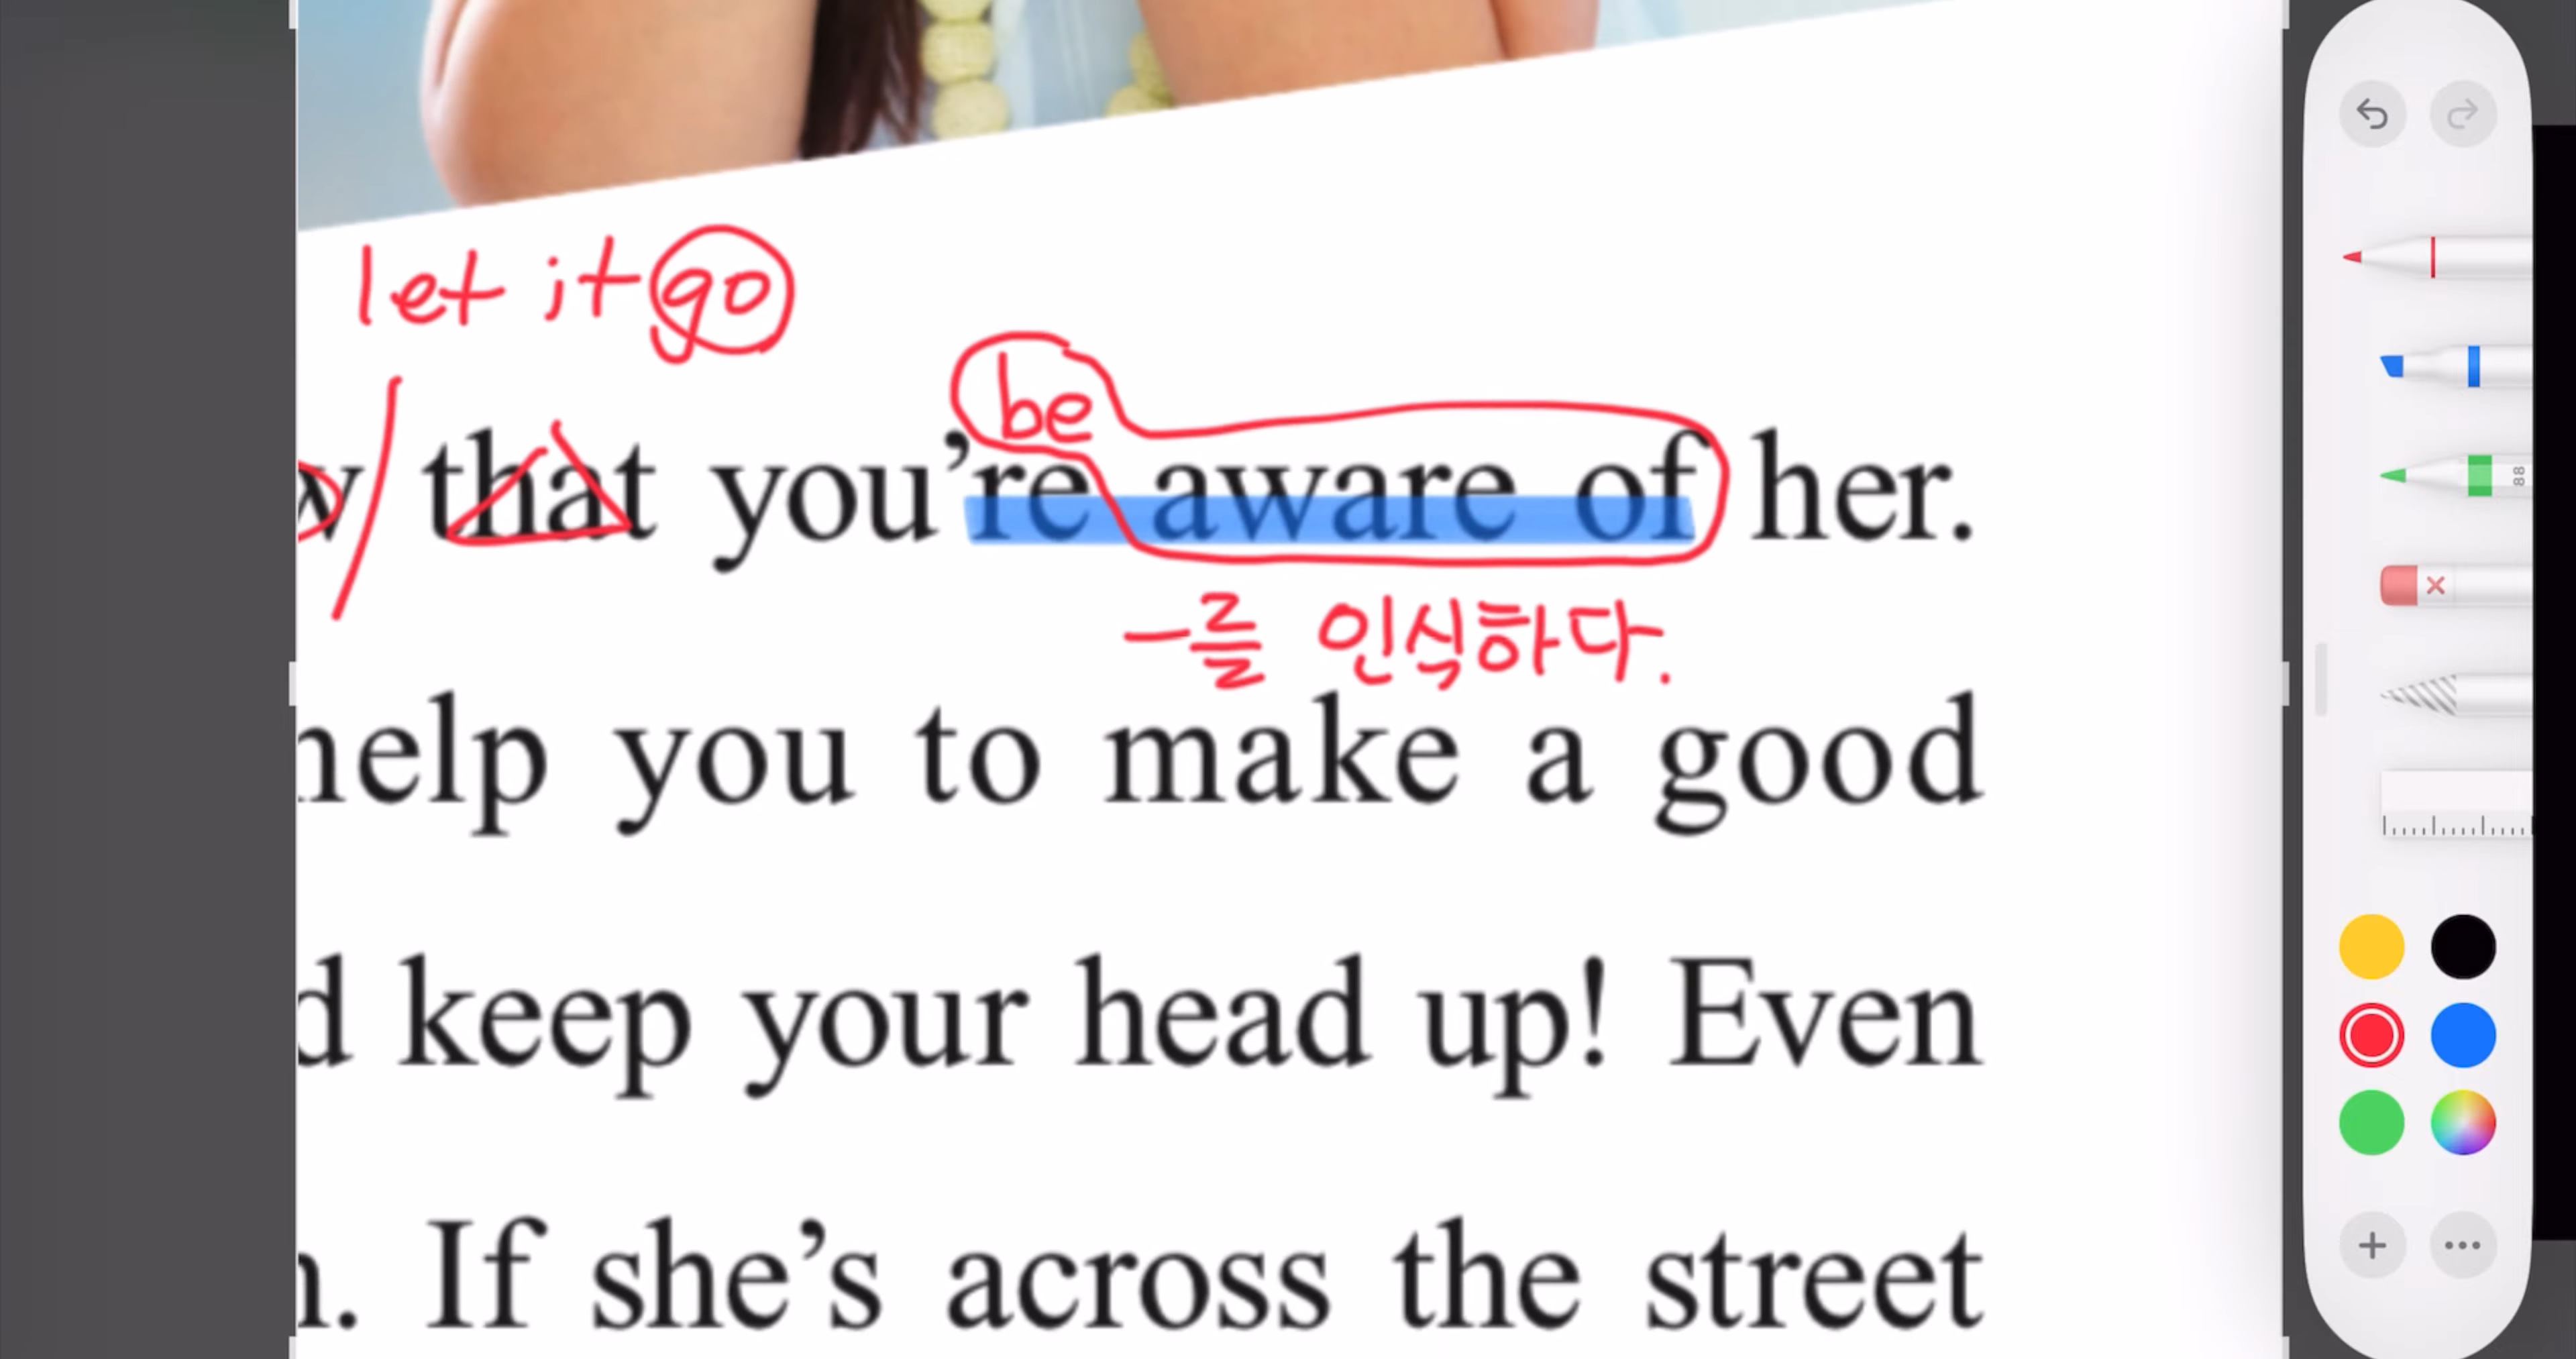 let it go
be
that you're aware of her.
-를 인식하다.
help you to make a good
keep your head up! Even
If she's across the street
88